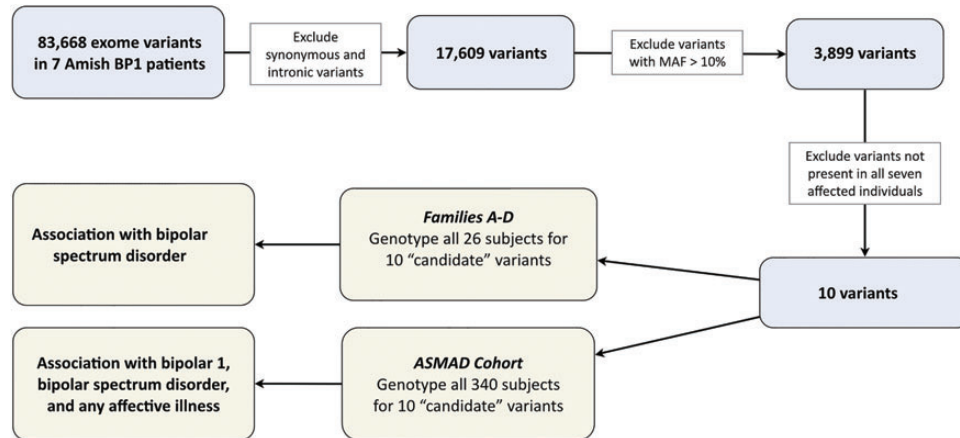 83,668 exome variants
in 7 Amish BP1 patients
Exclude
synonymous and
intronic variants
17,609 variants
Exclude variants
with MAF > 10%
3,899 variants
Exclude variants not
present in all seven
affected individuals
10 variants
Families A-D
Genotype all 26 subjects for
10 “candidate” variants
Association with bipolar
spectrum disorder
ASMAD Cohort
Genotype all 340 subjects
for 10 “candidate” variants
Association with bipolar 1,
bipolar spectrum disorder,
and any affective illness